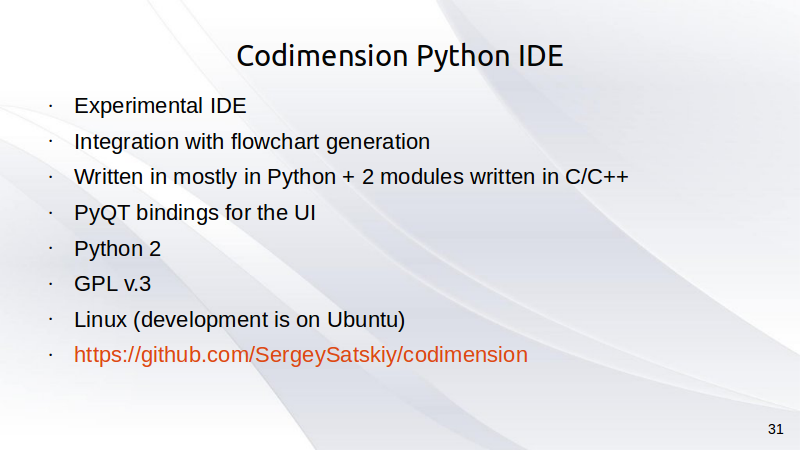 Codimension Python IDE
· Experimental IDE
· Integration with flowchart generation
· Written in mostly in Python + 2 modules written in C/C++
· PyQT bindings for the UI
· Python 2
· GPL v.3
· Linux (development is on Ubuntu)
· https://github.com/SergeySatskiy/codimension
31